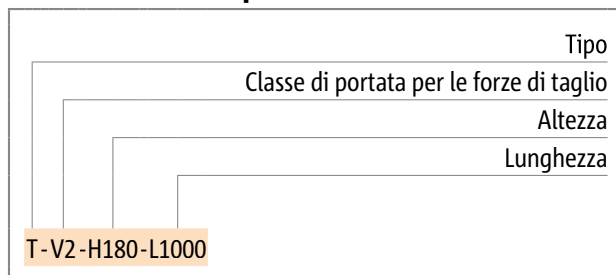 Tipo
Classe di portata per le forze di taglio
Altezza
Lunghezza
T-V2-H180-L1000